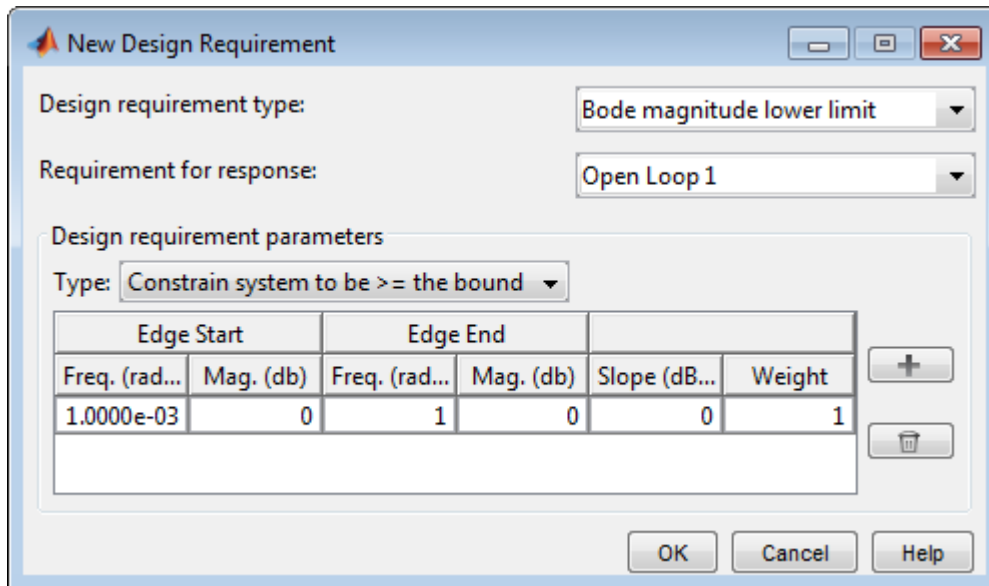 New Design Requirement
Design requirement type: Bode magnitude lower limit
Requirement for response: Open Loop 1
Design requirement parameters
Type: Constrain system to be >= the bound
Edge Start Edge End
Freq. (rad... Mag. (db) Freq. (rad... Mag. (db) Slope (dB... Weight
1.0000e-03 0 1 0 0 1
OK Cancel Help